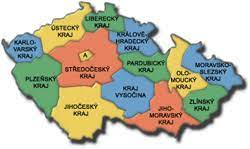 LIBERECKÝ
KRAJ
ÚSTECKÝ
KRAJ
KARLO
VARSKÝ
KRAJ
KRÁLOVÉ-
HRADECKÝ
KRAJ
A
STŘEDOČESKÝ
KRAJ
PLZEŇSKÝ
KRAJ
PARDUBICKÝ
KRAJ
OLO-
MOUCKÝ
KRAJ
MORAVSKO-
SLEZSKÝ
KRAJ
JIHOČESKÝ
KRAJ
KRAJ
VYSOČINA
JIHO-
MORAVSKÝ
KRAJ
ZLÍNSKÝ
KRAJ